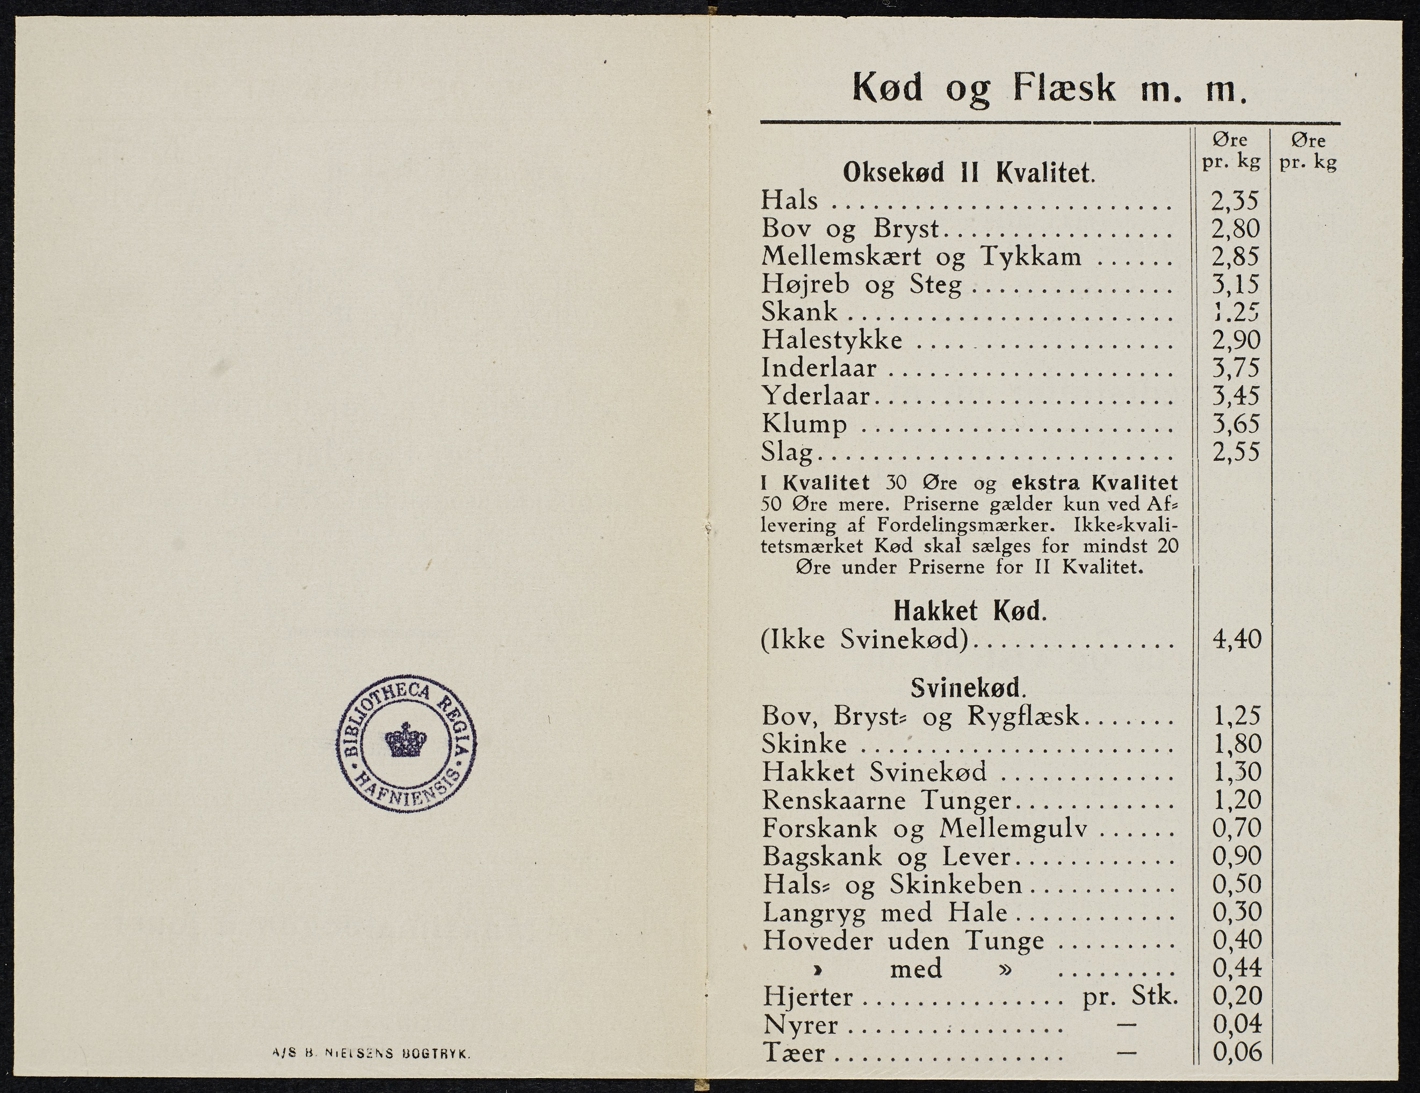 BIBLIOTHECA REGIA
HAFNIENSIS
A/S B. NIELSENS BOGTRYK.
Kød og Flæsk m. m.
Øre Øre
pr. kg pr. kg
Oksekød II Kvalitet.
Hals ......................... 2,35
Bov og Bryst................. 2,80
Mellemskært og Tykkam ...... 2,85
Højreb og Steg ............... 3,15
Skank ........................ 1.25
Halestykke ................... 2,90
Inderlaar ..................... 3,75
Yderlaar...................... 3,45
Klump ....................... 3,65
Slag.......................... 2,55
I Kvalitet 30 Øre og ekstra Kvalitet
50 Øre mere. Priserne gælder kun ved Af-
levering af Fordelingsmærker. Ikke-kvali-
tetsmærket Kød skal sælges for mindst 20
Øre under Priserne for II Kvalitet.
Hakket Kød.
(Ikke Svinekød)............... 4,40
Svinekød.
Bov, Bryst- og Rygflæsk....... 1,25
Skinke ....................... 1,80
Hakket Svinekød ............. 1,30
Renskaarne Tunger............ 1,20
Forskank og Mellemgulv ...... 0,70
Bagskank og Lever............ 0,90
Hals- og Skinkeben........... 0,50
Langryg med Hale............ 0,30
Hoveder uden Tunge ......... 0,40
» med » ......... 0,44
Hjerter ............... pr. Stk. 0,20
Nyrer ................ — 0,04
Tæer ................. — 0,06